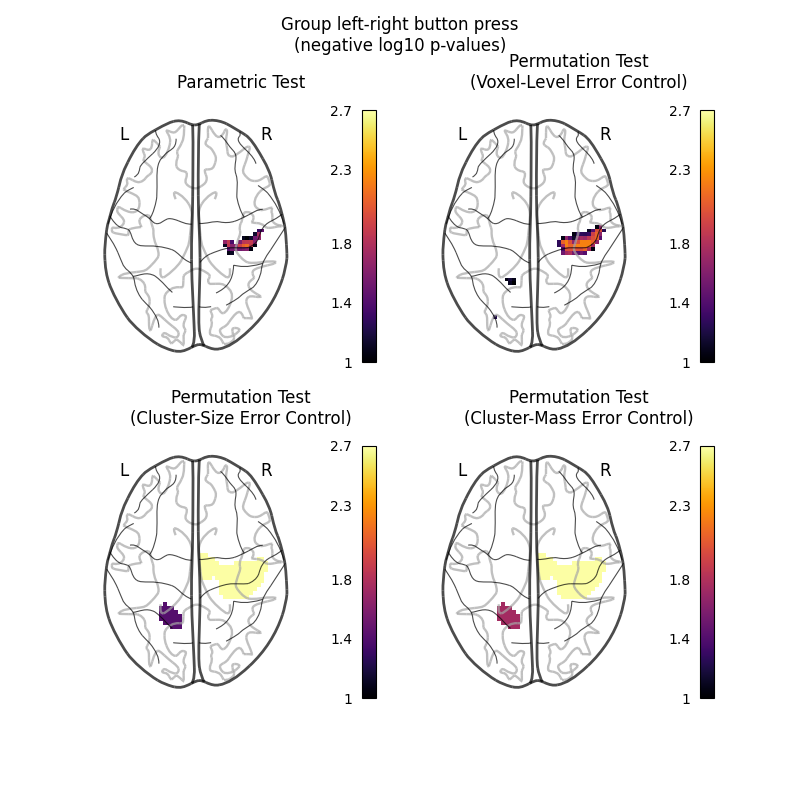 Group left-right button press
(negative log10 p-values)
Parametric Test
L
R
2.7
2.3
1.8
1.4
1
Permutation Test
(Voxel-Level Error Control)
L
R
2.7
2.3
1.8
1.4
1
Permutation Test
(Cluster-Size Error Control)
L
R
2.7
2.3
1.8
1.4
1
Permutation Test
(Cluster-Mass Error Control)
L
R
2.7
2.3
1.8
1.4
1